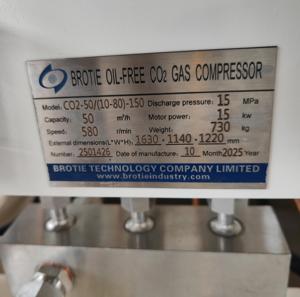 BROTIE OIL-FREE CO2 GAS COMPRESSOR
Model: CO2-50/(10-80)-150 Discharge pressure: 15 MPa
Capacity: 50 m³/h Motor power: 15 kw
Speed: 580 r/min Weight: 730 kg
External dimensions(L*W*H): 1630·1140·1220 mm
Number: 2501426 Date of manufacture: 10 Month 2025 Year
BROTIE TECHNOLOGY COMPANY LIMITED
www.brotieindustry.com